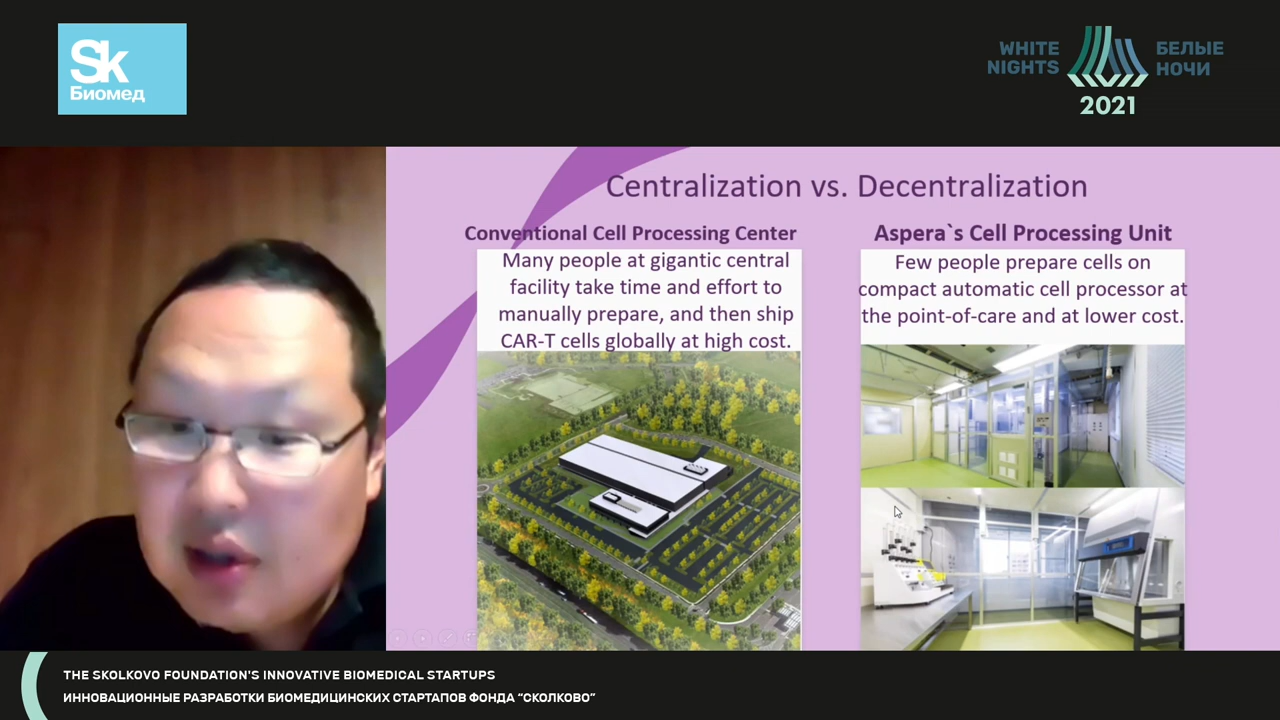 Sk
Биомед
WHITE
NIGHTS
БЕЛЫЕ
НОЧИ
2021
Centralization vs. Decentralization
Conventional Cell Processing Center
Many people at gigantic central
facility take time and effort to
manually prepare, and then ship
CAR-T cells globally at high cost.
Aspera`s Cell Processing Unit
Few people prepare cells on
compact automatic cell processor at
the point-of-care and at lower cost.
THE SKOLKOVO FOUNDATION'S INNOVATIVE BIOMEDICAL STARTUPS
ИННОВАЦИОННЫЕ РАЗРАБОТКИ БИОМЕДИЦИНСКИХ СТАРТАПОВ ФОНДА "СКОЛКОВО"